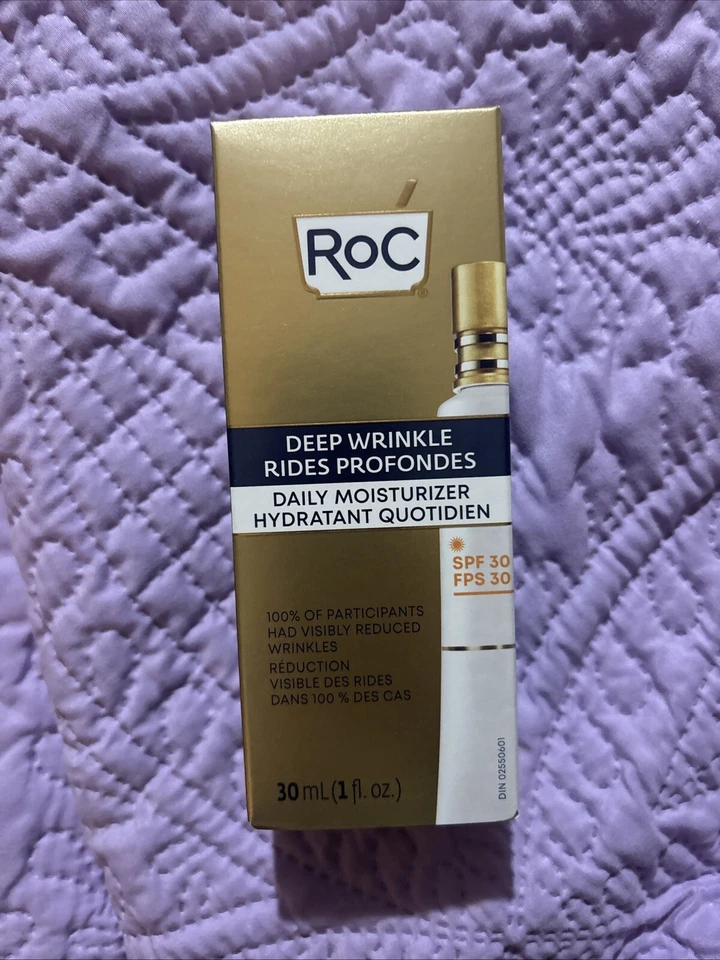 RoC®
DEEP WRINKLE
RIDES PROFONDES
DAILY MOISTURIZER
HYDRATANT QUOTIDIEN
SPF 30
FPS 30
100% OF PARTICIPANTS
HAD VISIBLY REDUCED
WRINKLES
RÉDUCTION
VISIBLE DES RIDES
DANS 100 % DES CAS
30 mL (1 fl. oz.)
DIN 02550601